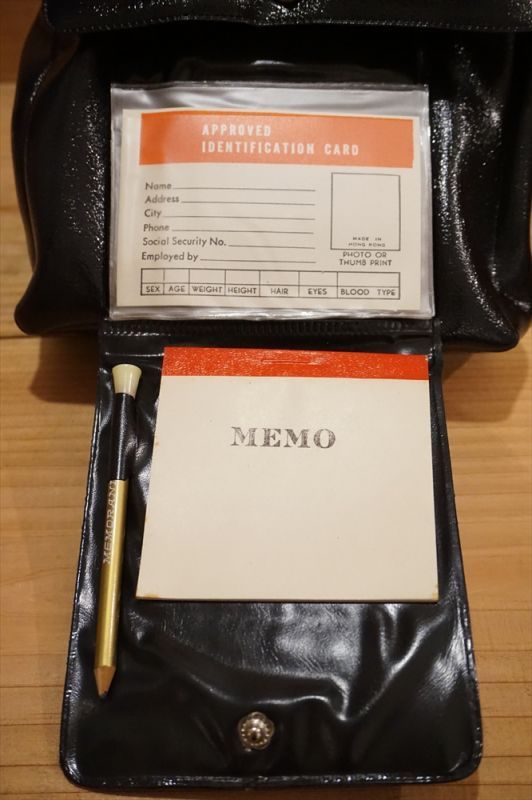 APPROVED
IDENTIFICATION CARD
Name
Address
City
Phone
Social Security No.
Employed by
MADE IN
HONG KONG
PHOTO OR
THUMB PRINT
SEX AGE WEIGHT HEIGHT HAIR EYES BLOOD TYPE
MEMO